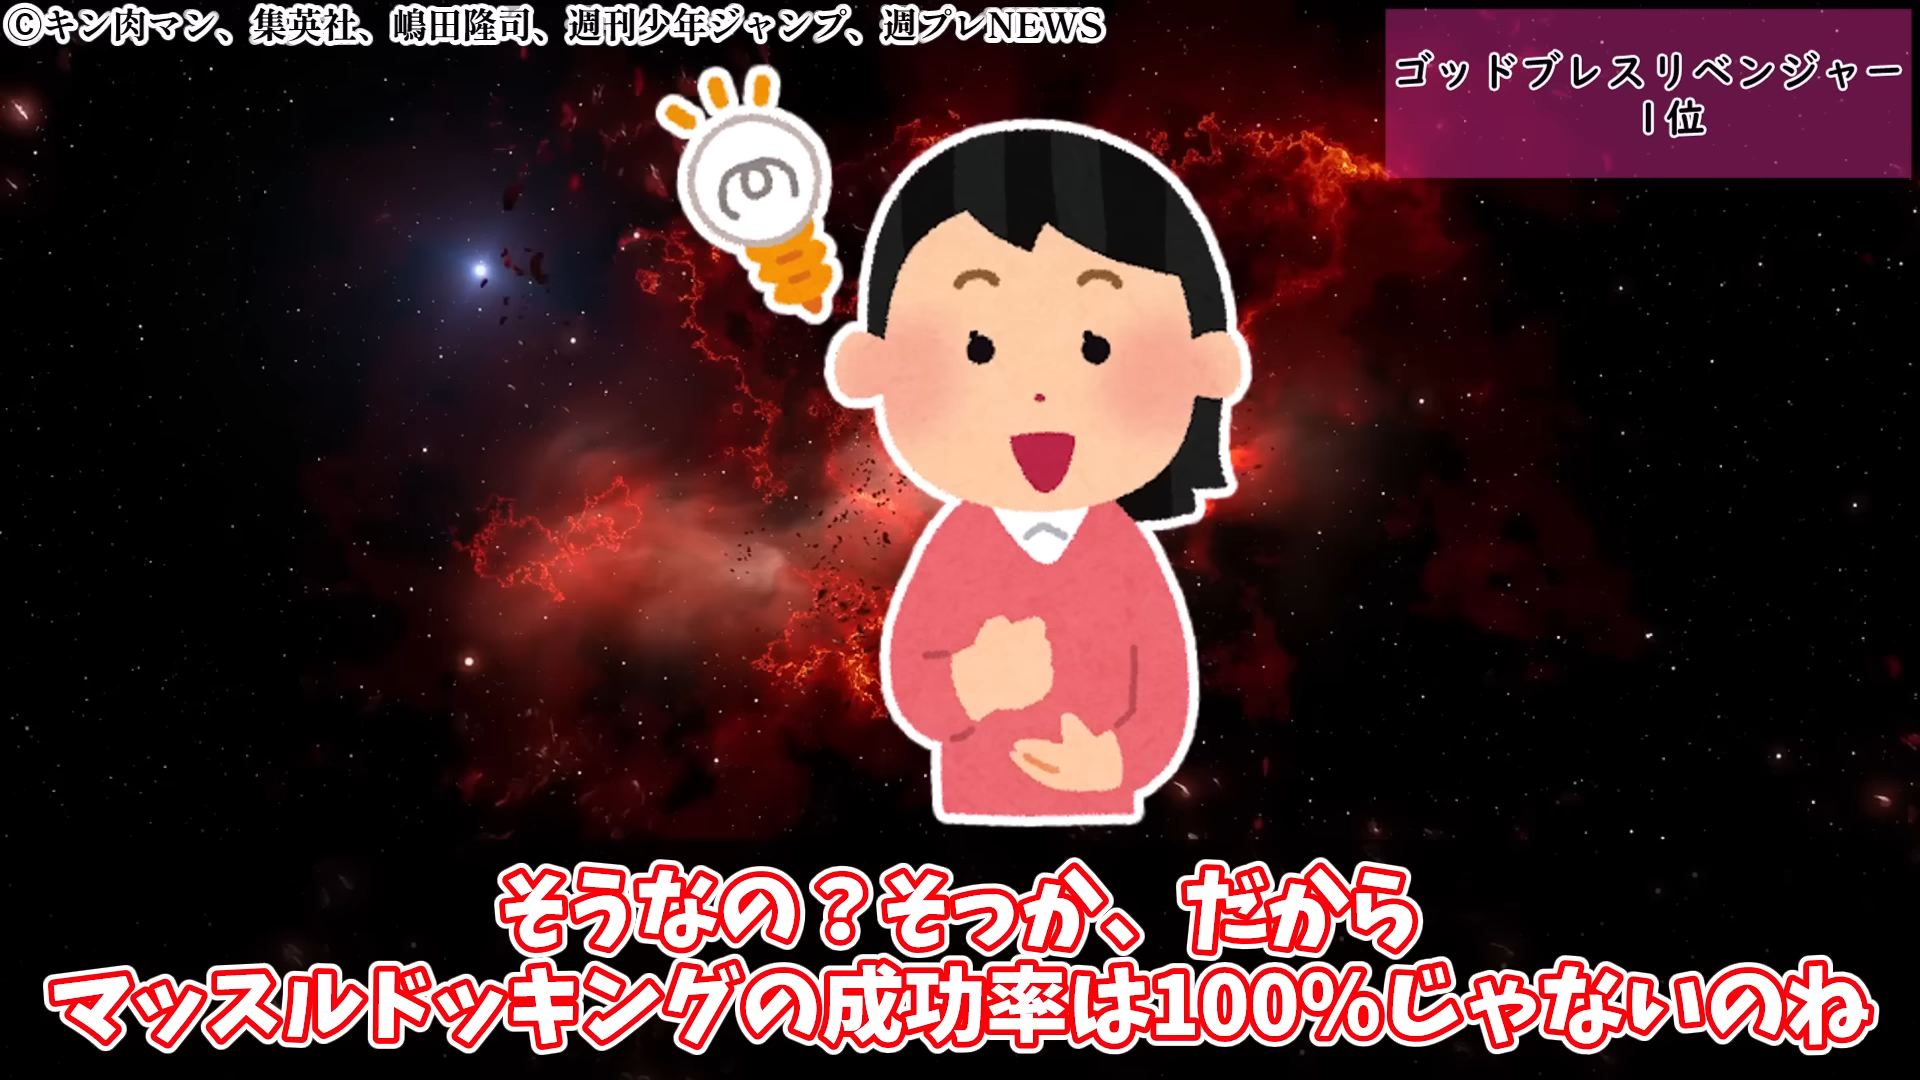 ©キン肉マン、集英社、嶋田隆司、週刊少年ジャンプ、週プレNEWS
ゴッドブレスリベンジャー
1位
そうなの？そっか、だから
マッスルドッキングの成功率は100%じゃないのね